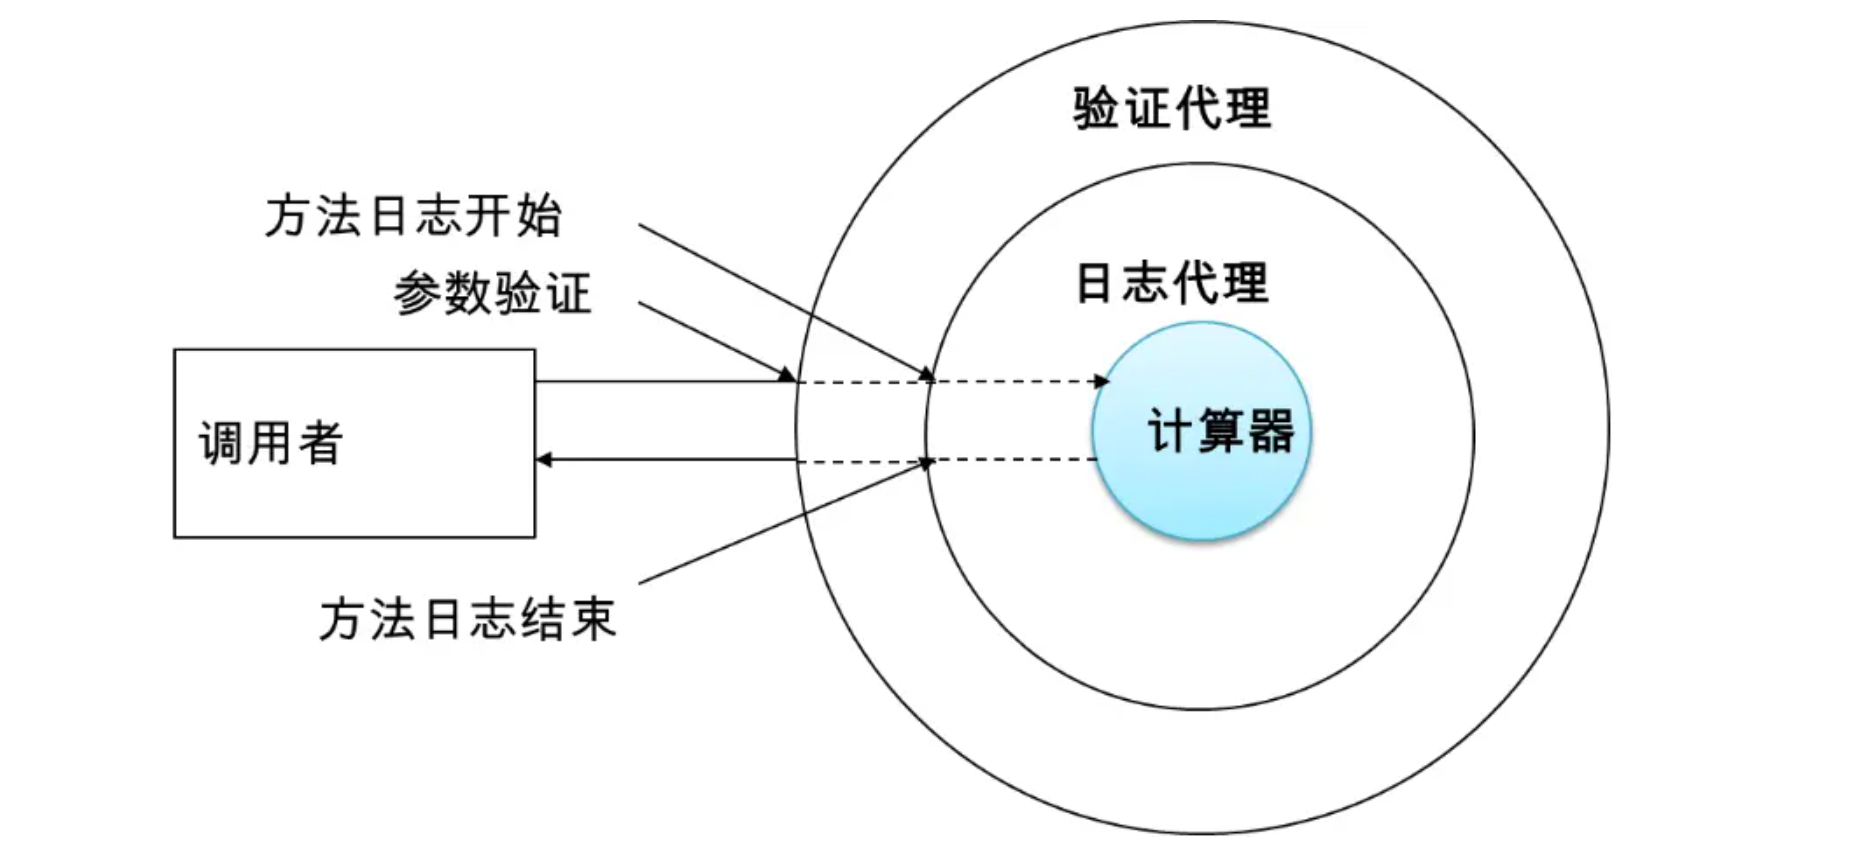 验证代理
方法日志开始
日志代理
参数验证
调用者
计算器
方法日志结束